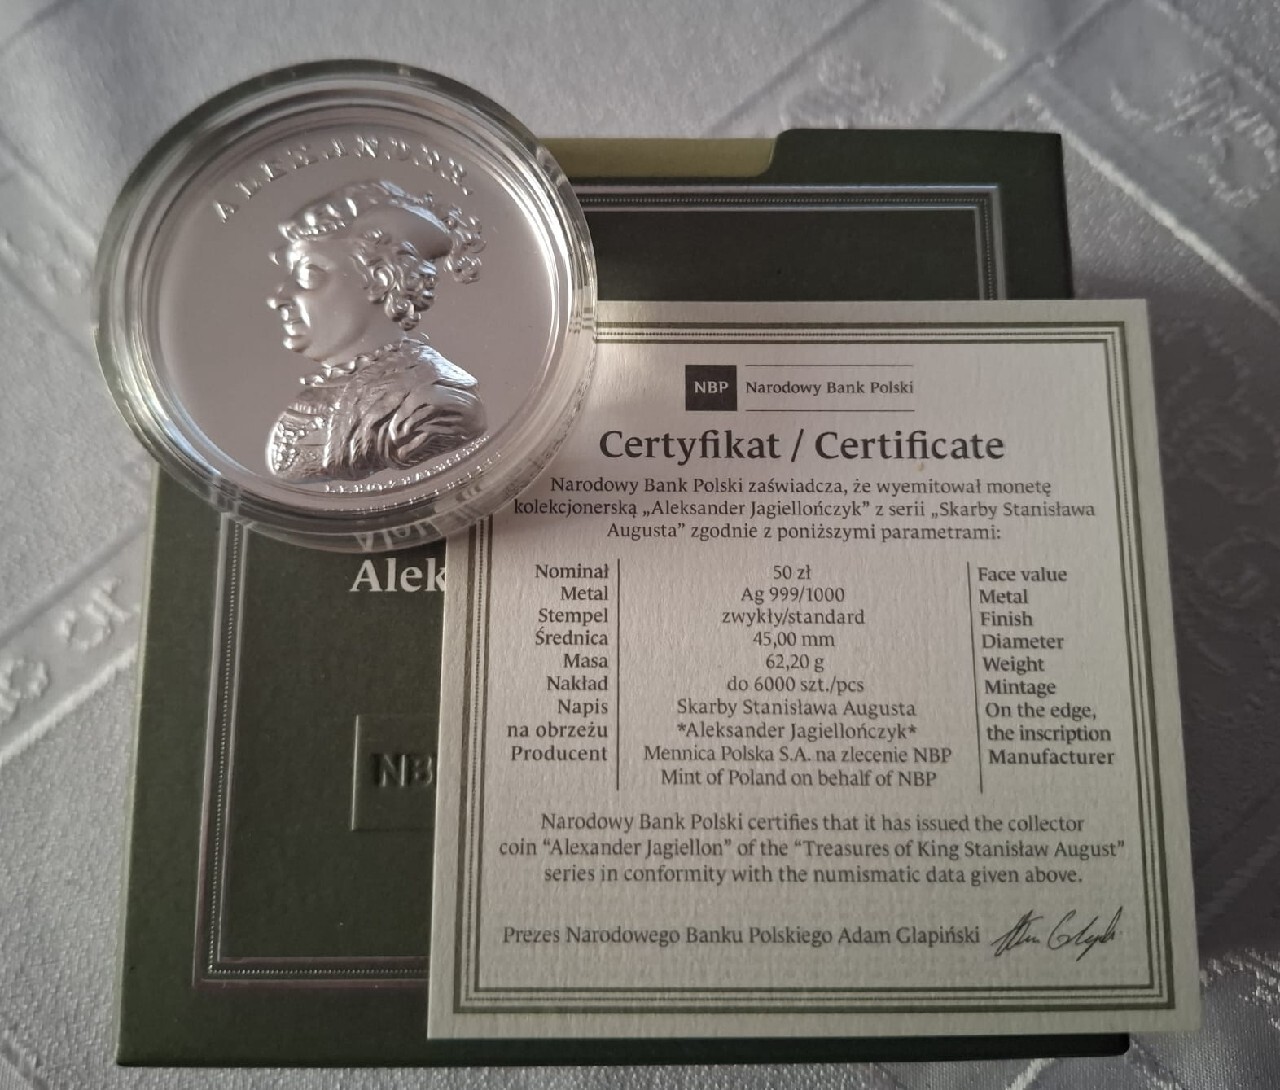 ALEXANDER.
NBP Narodowy Bank Polski
Certyfikat / Certificate
Narodowy Bank Polski zaświadcza, że wyemitował monetę
kolekcjonerską „Aleksander Jagiellończyk” z serii „Skarby Stanisława
Augusta” zgodnie z poniższymi parametrami:
Nominał 50 zł Face value
Metal Ag 999/1000 Metal
Stempel zwykły/standard Finish
Średnica 45,00 mm Diameter
Masa 62,20 g Weight
Nakład do 6000 szt./pcs Mintage
Napis Skarby Stanisława Augusta On the edge,
na obrzeżu *Aleksander Jagiellończyk* the inscription
Producent Mennica Polska S.A. na zlecenie NBP Manufacturer
Mint of Poland on behalf of NBP
Narodowy Bank Polski certifies that it has issued the collector
coin “Alexander Jagiellon” of the “Treasures of King Stanisław August”
series in conformity with the numismatic data given above.
Prezes Narodowego Banku Polskiego Adam Glapiński
Alek
NB